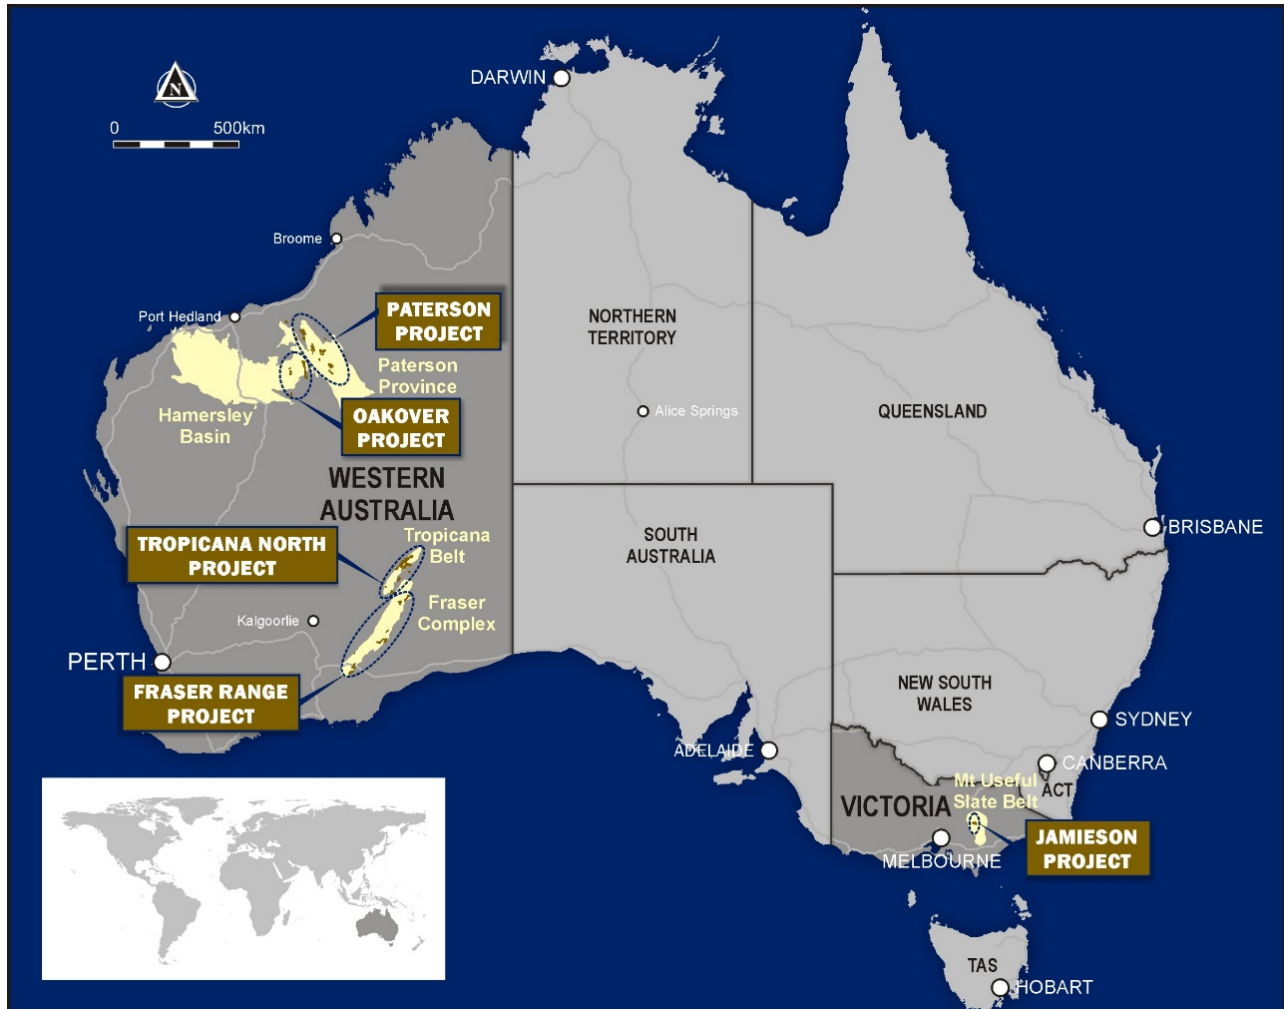 DARWIN
N
0 500km
Broome
PATERSON
PROJECT
Port Hedland
NORTHERN
TERRITORY
Paterson
Province
Hamersley
Basin
OAKOVER
PROJECT
Alice Springs
QUEENSLAND
WESTERN
AUSTRALIA
BRISBANE
TROPICANA NORTH
PROJECT
Tropicana
Belt
SOUTH
AUSTRALIA
Fraser
Complex
Kalgoorlie
PERTH
FRASER RANGE
PROJECT
NEW SOUTH
WALES
SYDNEY
ADELAIDE
CANBERRA
ACT
Mt Useful
Slate Belt
VICTORIA
JAMIESON
PROJECT
MELBOURNE
TAS
HOBART